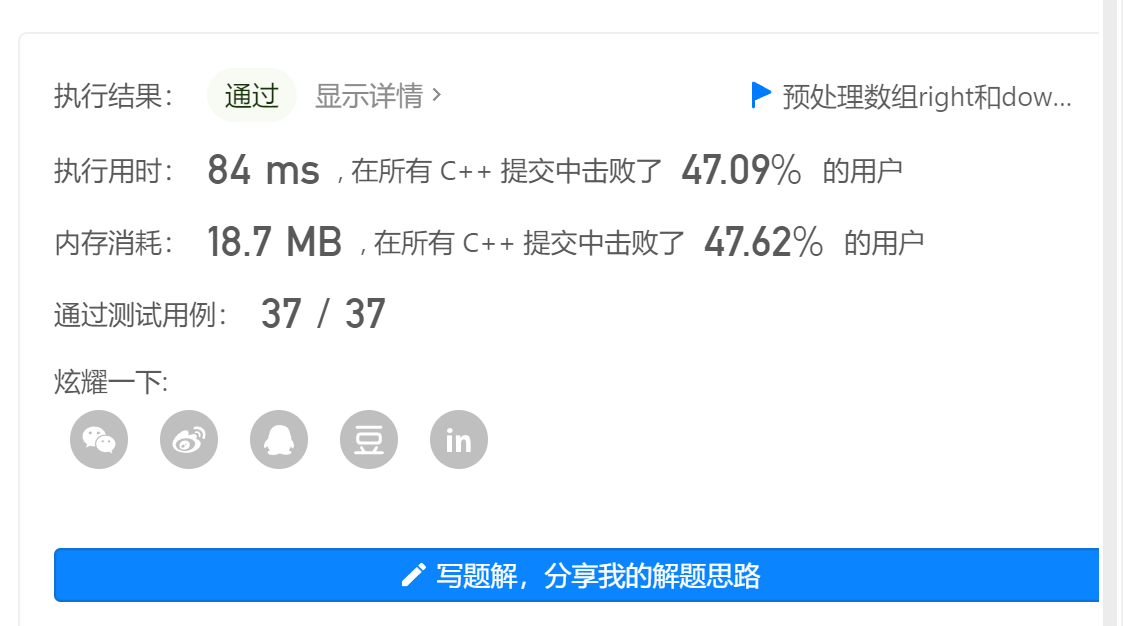 执行结果： 通过 显示详情 > 预处理数组right和dow...
执行用时： 84 ms , 在所有 C++ 提交中击败了 47.09% 的用户
内存消耗： 18.7 MB , 在所有 C++ 提交中击败了 47.62% 的用户
通过测试用例： 37 / 37
炫耀一下:
豆 in
写题解，分享我的解题思路